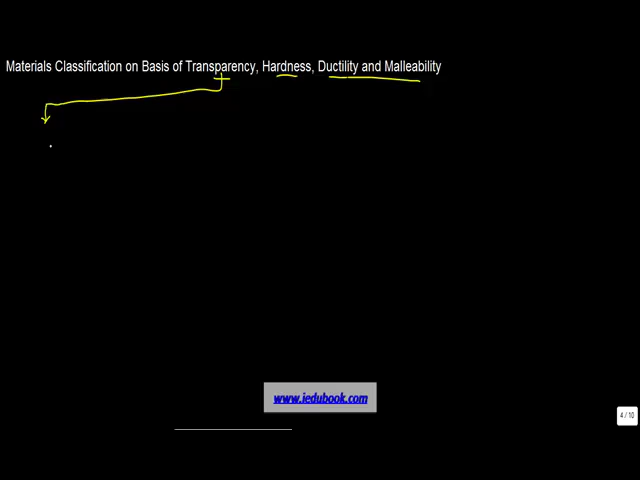 Materials Classification on Basis of Transparency, Hardness, Ductility and Malleability
www.iedubook.com
4 / 10